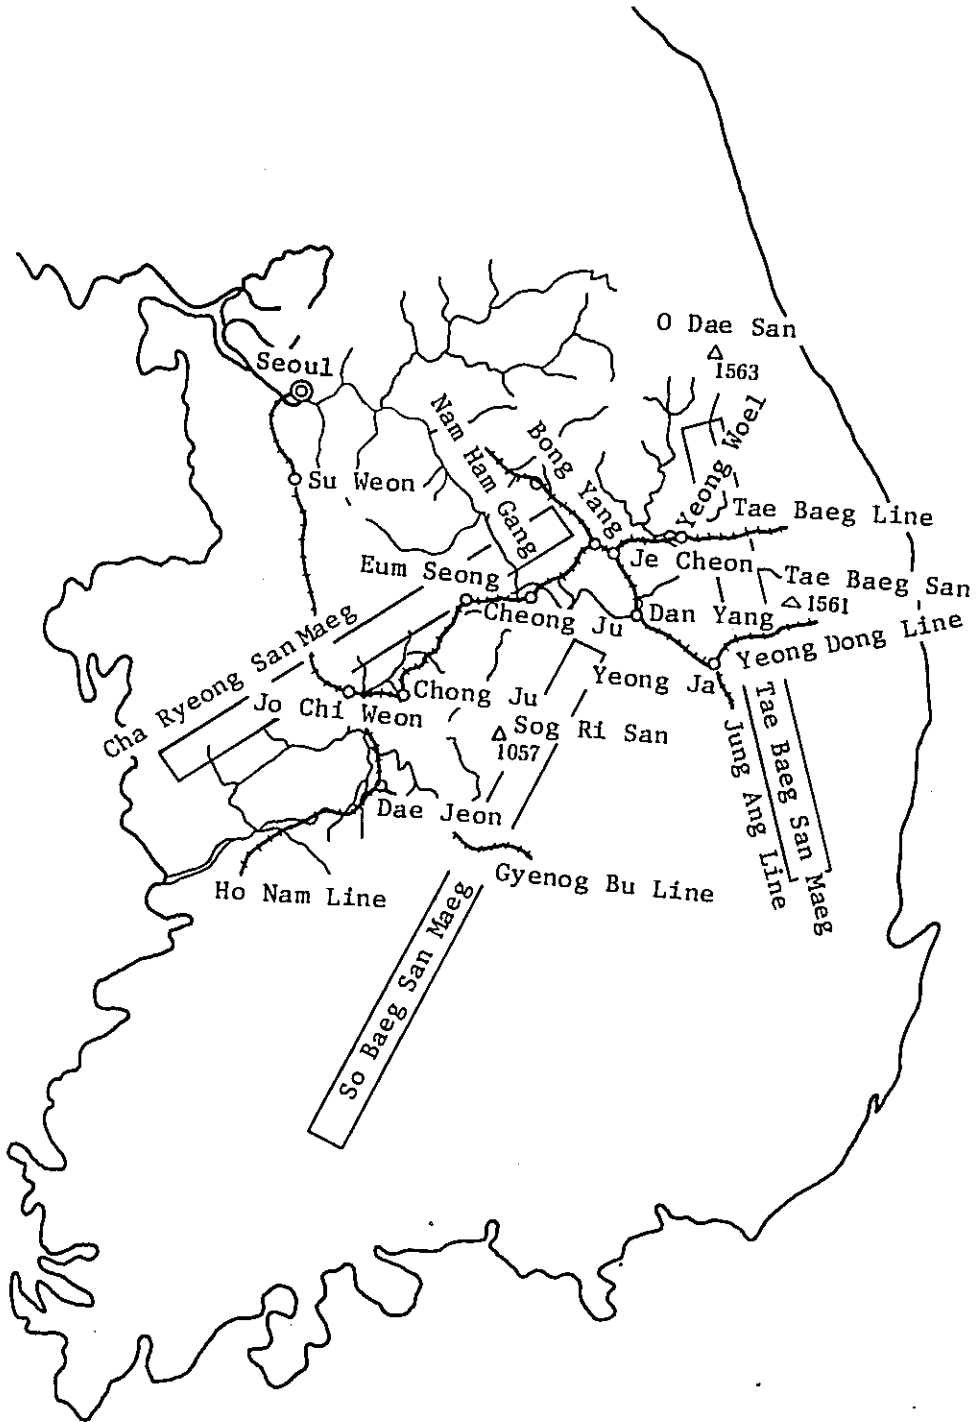 O Dae San
1563
Seoul
Nam Ham Gang
Bong Yang
Yeong Woel
Su Weon
Tae Baeg Line
Eum Seong
Je Cheon
Tae Baeg San
1561
Cheong Ju
Dan Yang
Yeong Dong Line
Cha Ryeong San Maeg
Yeong Ja
Chong Ju
Jo Chi Weon
Sog Ri San
1057
Tae Baeg San Maeg
Jung Ang Line
Dae Jeon
Ho Nam Line
Gyenog Bu Line
So Baeg San Maeg